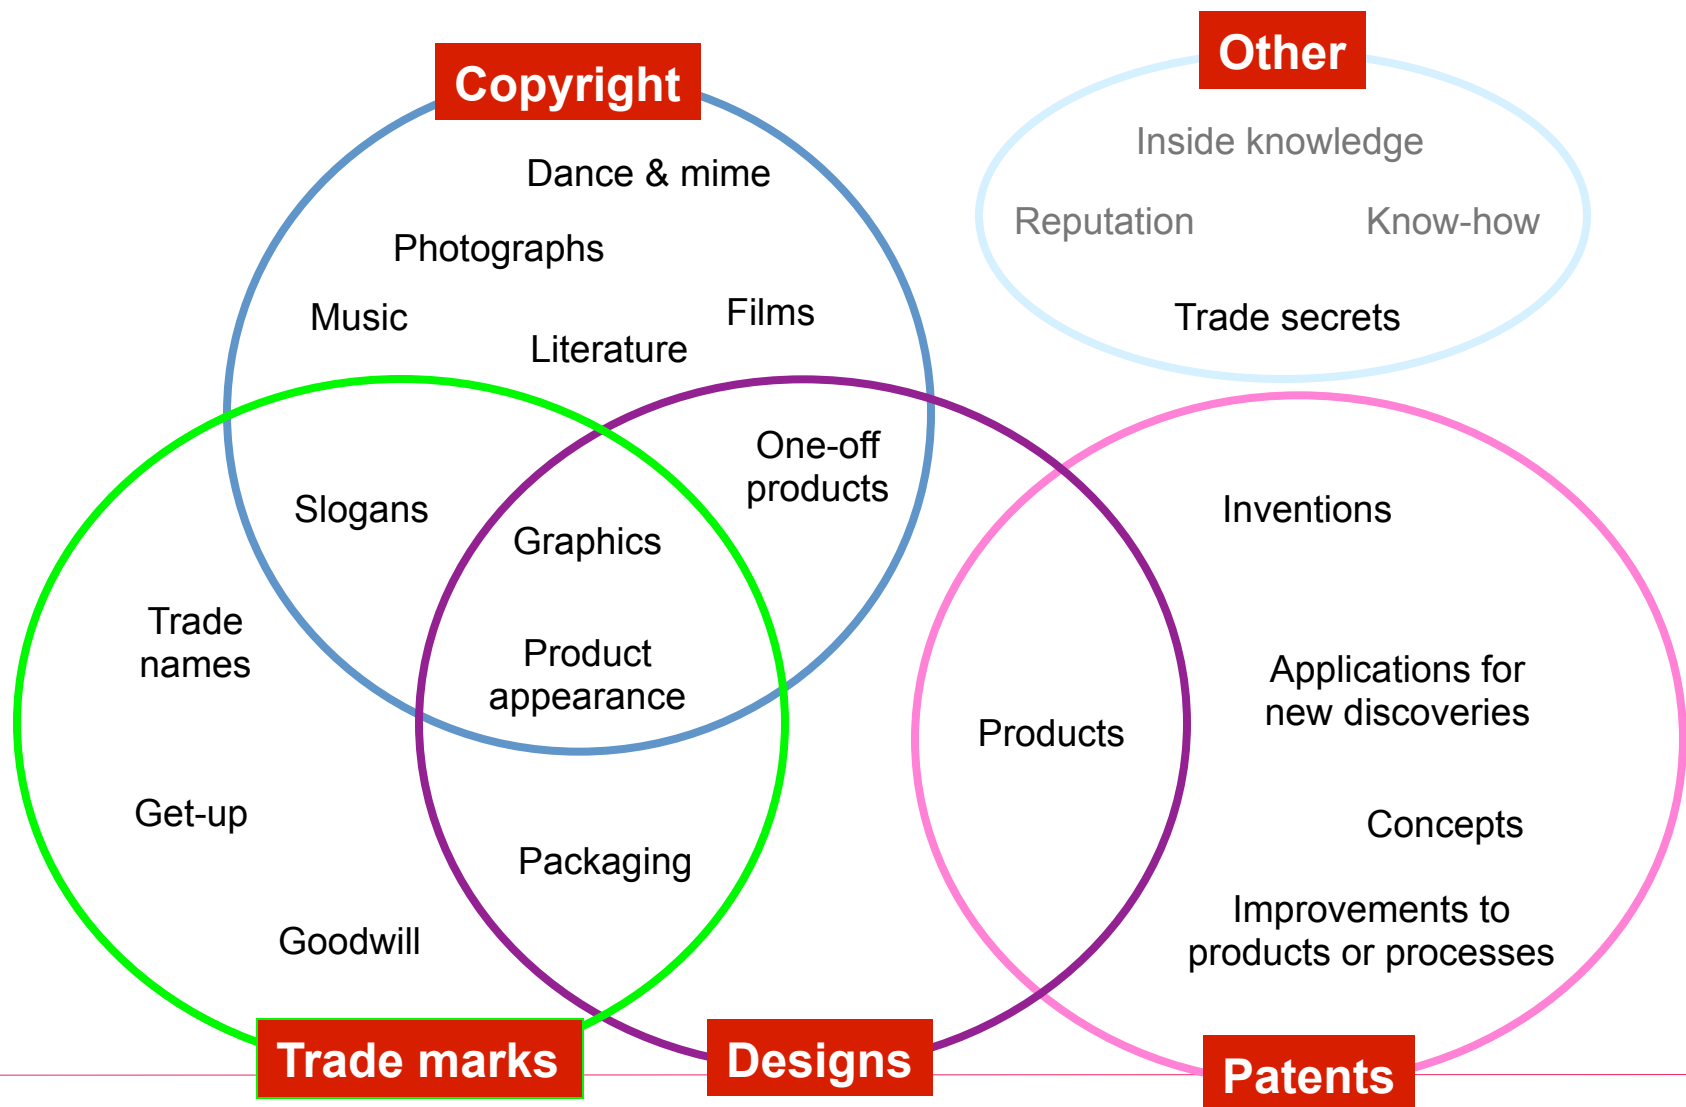 Copyright
Other
Dance & mime
Inside knowledge
Photographs
Reputation
Know-how
Music
Films
Trade secrets
Literature
One-off
products
Slogans
Graphics
Inventions
Trade
names
Product
appearance
Applications for
new discoveries
Products
Get-up
Concepts
Packaging
Goodwill
Improvements to
products or processes
Trade marks
Designs
Patents